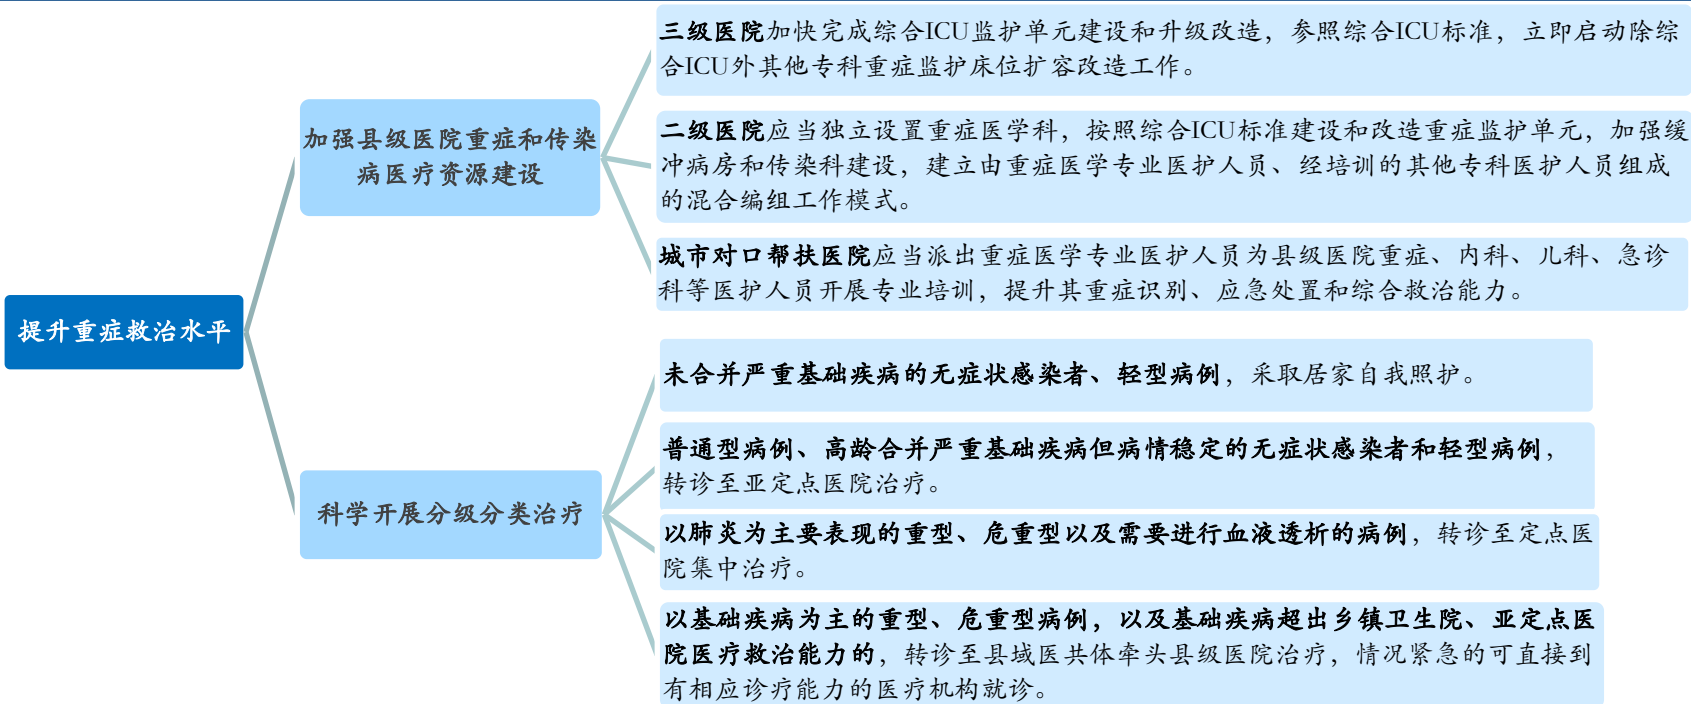 提升重症救治水平
加强县级医院重症和传染
病医疗资源建设
三级医院加快完成综合ICU监护单元建设和升级改造，参照综合ICU标准，立即启动除综
合ICU外其他专科重症监护床位扩容改造工作。
二级医院应当独立设置重症医学科，按照综合ICU标准建设和改造重症监护单元，加强缓
冲病房和传染科建设，建立由重症医学专业医护人员、经培训的其他专科医护人员组成
的混合编组工作模式。
城市对口帮扶医院应当派出重症医学专业医护人员为县级医院重症、内科、儿科、急诊
科等医护人员开展专业培训，提升其重症识别、应急处置和综合救治能力。
科学开展分级分类治疗
未合并严重基础疾病的无症状感染者、轻型病例，采取居家自我照护。
普通型病例、高龄合并严重基础疾病但病情稳定的无症状感染者和轻型病例，
转诊至亚定点医院治疗。
以肺炎为主要表现的重型、危重型以及需要进行血液透析的病例，转诊至定点医
院集中治疗。
以基础疾病为主的重型、危重型病例，以及基础疾病超出乡镇卫生院、亚定点医
院医疗救治能力的，转诊至县域医共体牵头县级医院治疗，情况紧急的可直接到
有相应诊疗能力的医疗机构就诊。